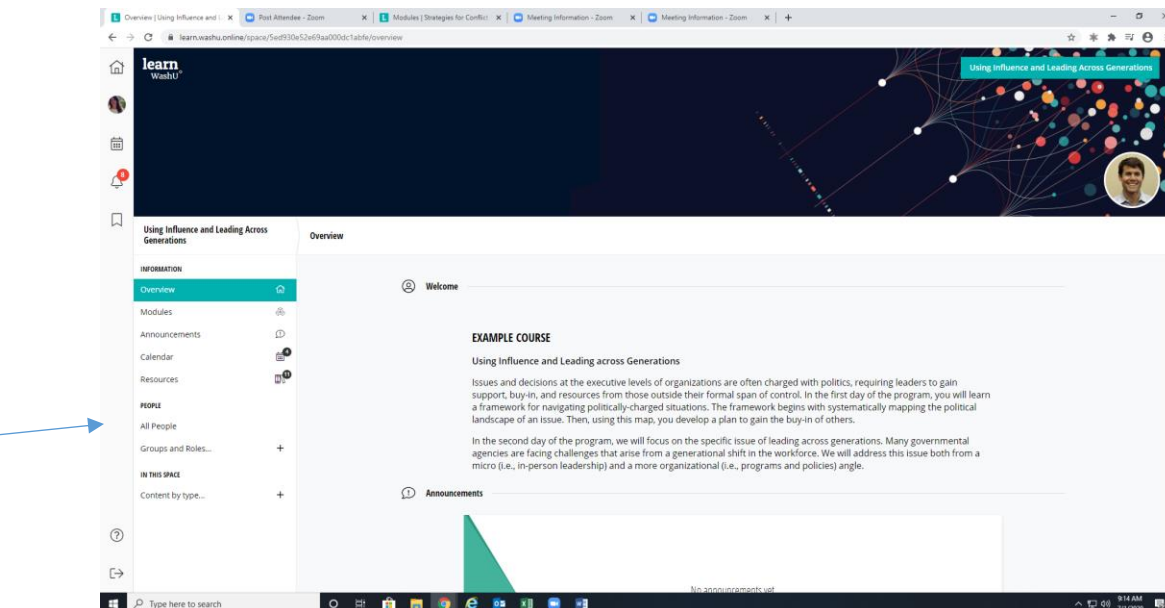 Overview | Using Influence and L
Post Attendee - Zoom
Modules | Strategies for Conflict
Meeting Information - Zoom
Meeting Information - Zoom
learn.washu.online/space/5ed930e52e69aa000dc1abfe/overview
learn
WashU
Using Influence and Leading Across Generations
8
Using Influence and Leading Across
Generations
Overview
INFORMATION
Overview
Modules
Announcements
Calendar
4
Resources
11
PEOPLE
All People
Groups and Roles...
IN THIS SPACE
Content by type...
Welcome
EXAMPLE COURSE
Using Influence and Leading across Generations
Issues and decisions at the executive levels of organizations are often charged with politics, requiring leaders to gain
support, buy-in, and resources from those outside their formal span of control. In the first day of the program, you will learn
a framework for navigating politically-charged situations. The framework begins with systematically mapping the political
landscape of an issue. Then, using this map, you develop a plan to gain the buy-in of others.
In the second day of the program, we will focus on the specific issue of leading across generations. Many governmental
agencies are facing challenges that arise from a generational shift in the workforce. We will address this issue both from a
micro (i.e., in-person leadership) and a more organizational (i.e., programs and policies) angle.
Announcements
No announcements yet
Type here to search
9:14 AM